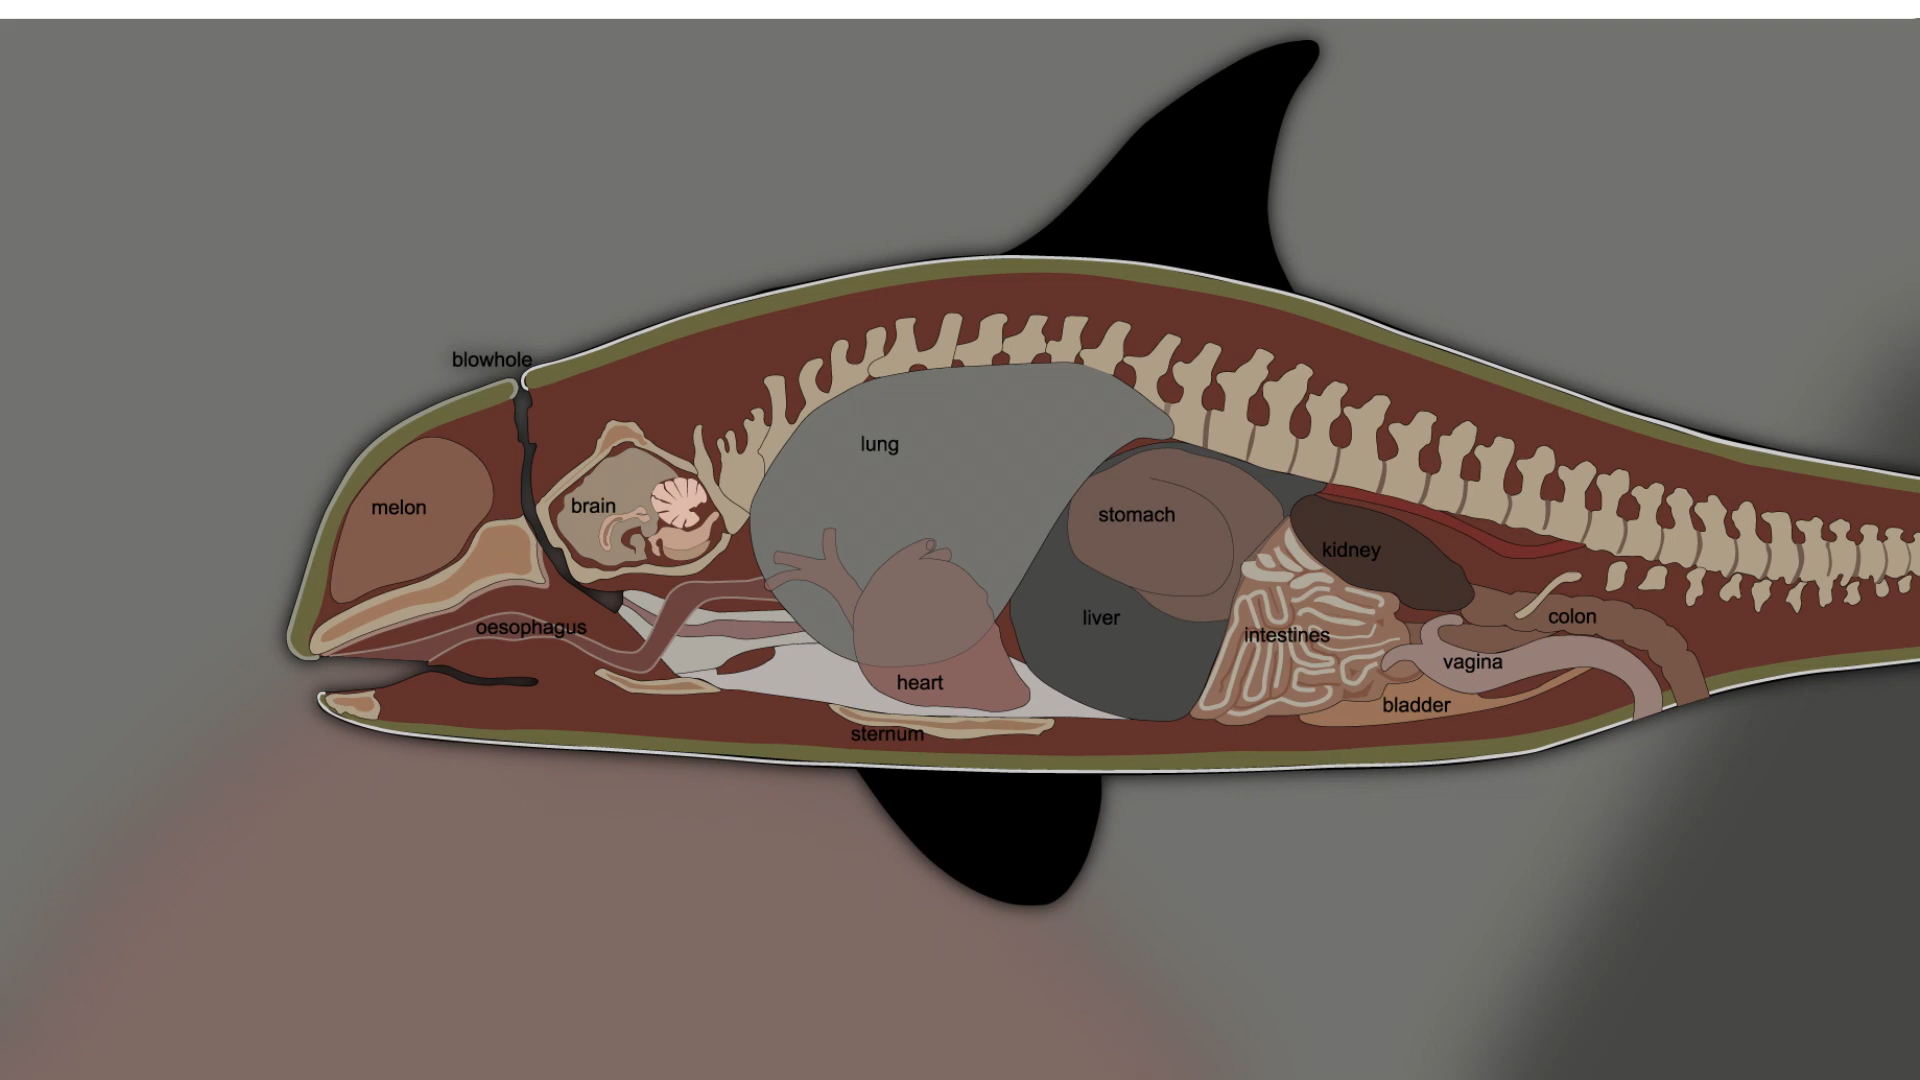 blowhole
lung
melon
brain
stomach
kidney
liver
colon
oesophagus
intestines
vagina
heart
bladder
sternum